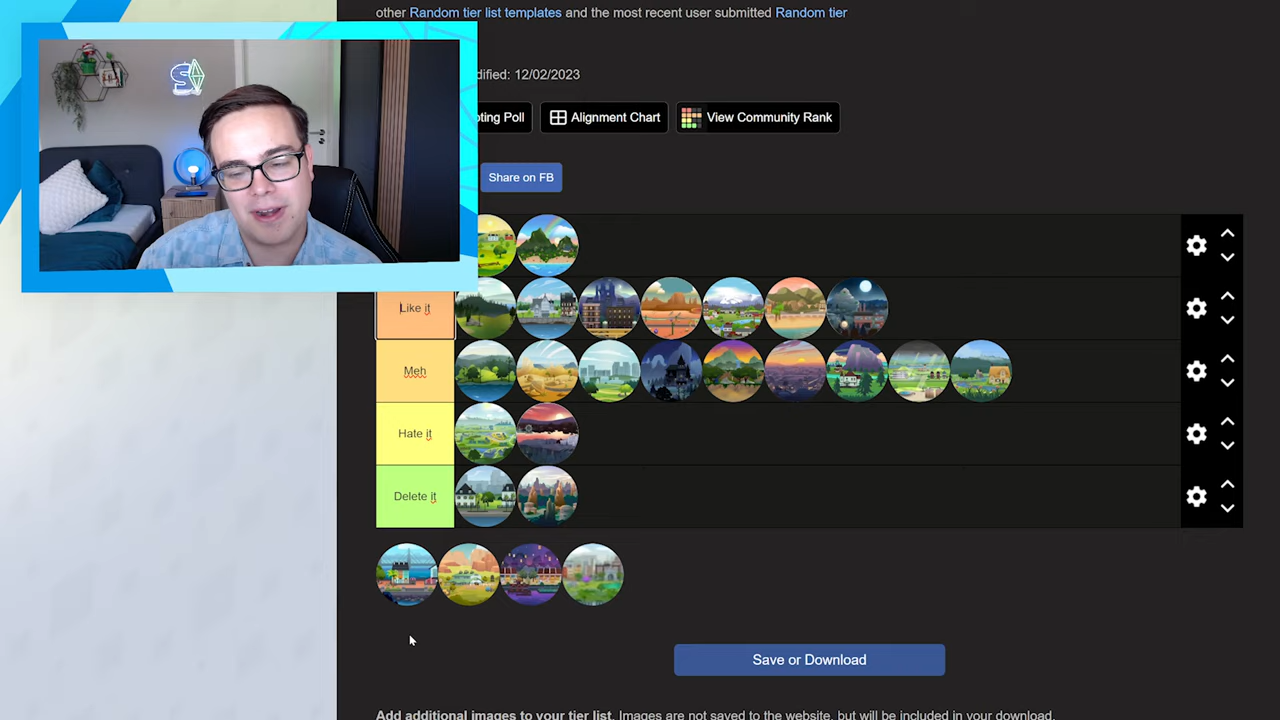 other Random tier list templates and the most recent user submitted Random tier
dified: 12/02/2023
oting Poll
Alignment Chart
View Community Rank
Share on FB
Like it
Meh
Hate it
Delete it
Save or Download
Add additional images to your tier list. Images are not saved to the website, but will be included in your download.